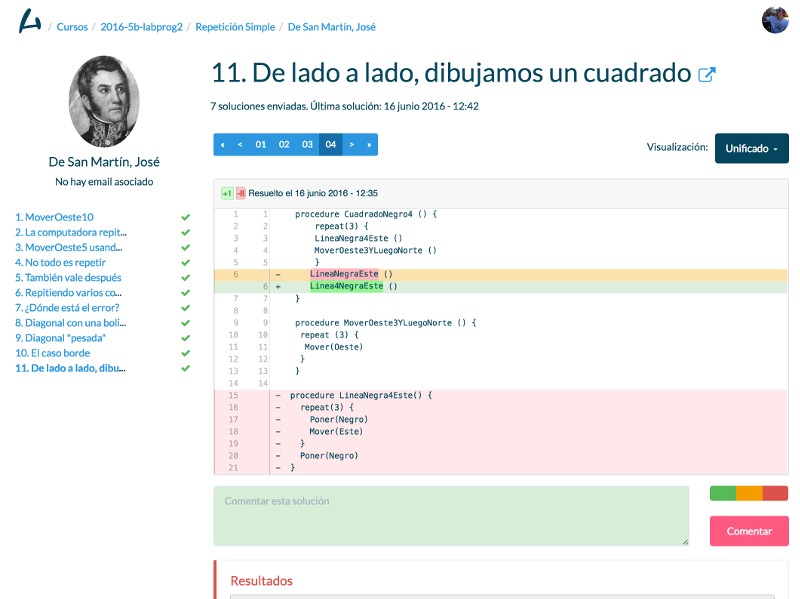 / Cursos / 2016-5b-labprog2 / Repetición Simple / De San Martín, José
De San Martín, José
No hay email asociado
1. MoverOeste10
2. La computadora repit...
3. MoverOeste5 usand...
4. No todo es repetir
5. También vale después
6. Repitiendo varios co...
7. ¿Dónde está el error?
8. Diagonal con una boli...
9. Diagonal "pesada"
10. El caso borde
11. De lado a lado, dibu...
11. De lado a lado, dibujamos un cuadrado
7 soluciones enviadas. Última solución: 16 junio 2016 - 12:42
« < 01 02 03 04 > »
Visualización: Unificado
+1 -8 Resuelto el 16 junio 2016 - 12:35
1 1 procedure CuadradoNegro4 () {
2 2 repeat(3) {
3 3 LineaNegra4Este ()
4 4 MoverOeste3YLuegoNorte ()
5 5 }
6 - LineaNegraEste ()
6 + Linea4NegraEste ()
7 7 }
8 8
9 9 procedure MoverOeste3YLuegoNorte () {
10 10 repeat (3) {
11 11 Mover(Oeste)
12 12 }
13 13 }
14 14
15 - procedure LineaNegra4Este() {
16 - repeat(3) {
17 - Poner(Negro)
18 - Mover(Este)
19 - }
20 - Poner(Negro)
21 - }
Comentar esta solución
Comentar
Resultados